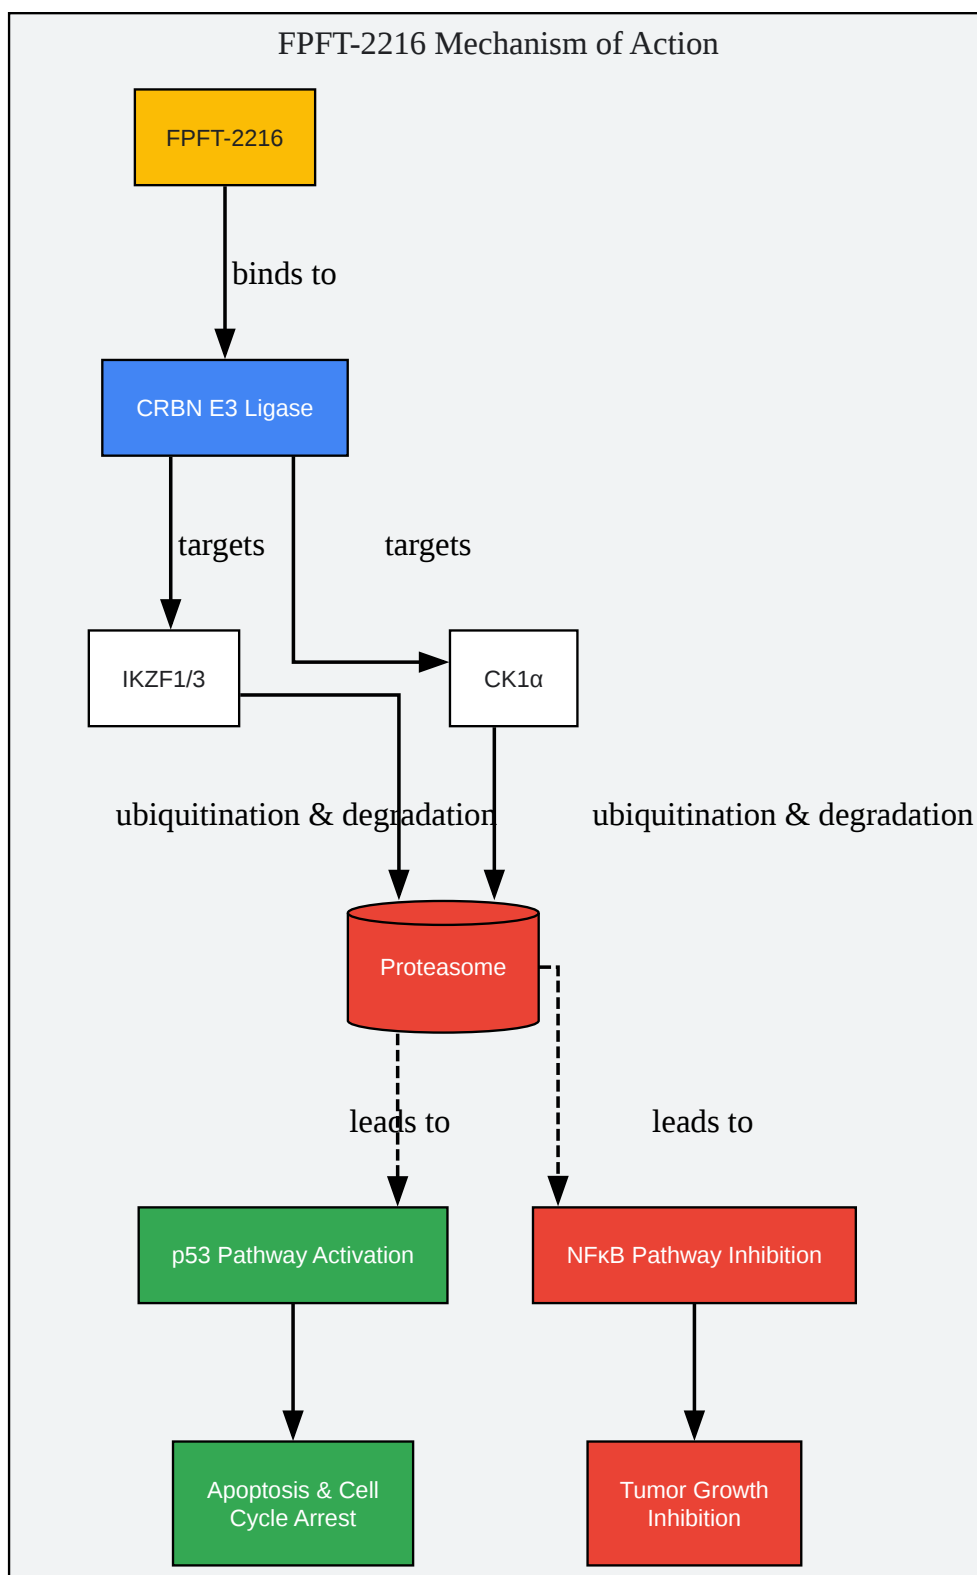 FPFT-2216 Mechanism of Action
FPFT-2216
binds to
CRBN E3 Ligase
targets
targets
IKZF1/3
CK1α
ubiquitination & degradation
ubiquitination & degradation
Proteasome
leads to
leads to
p53 Pathway Activation
NFκB Pathway Inhibition
Apoptosis & Cell
Cycle Arrest
Tumor Growth
Inhibition